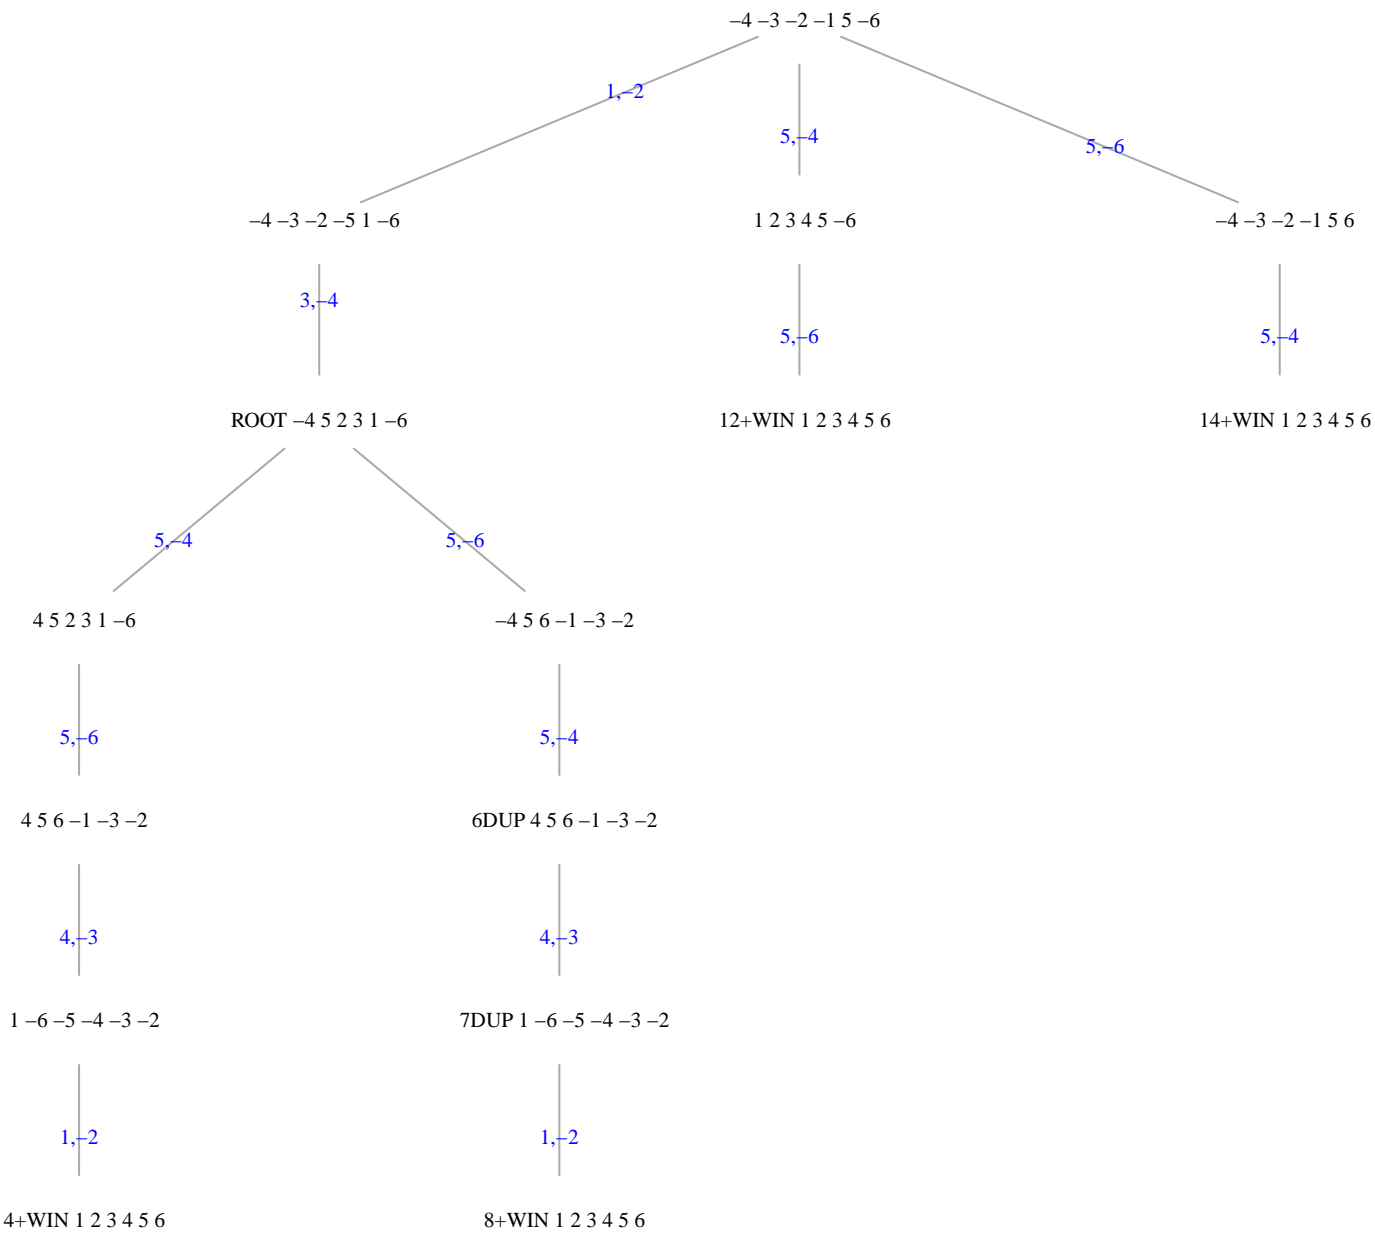 –4 –3 –2 –1 5 –6
1,–2
5,–4
5,–6
–4 –3 –2 –5 1 –6
1 2 3 4 5 –6
–4 –3 –2 –1 5 6
3,–4
5,–6
5,–4
ROOT –4 5 2 3 1 –6
12+WIN 1 2 3 4 5 6
14+WIN 1 2 3 4 5 6
5,–4
5,–6
4 5 2 3 1 –6
–4 5 6 –1 –3 –2
5,–6
5,–4
4 5 6 –1 –3 –2
6DUP 4 5 6 –1 –3 –2
4,–3
4,–3
1 –6 –5 –4 –3 –2
7DUP 1 –6 –5 –4 –3 –2
1,–2
1,–2
4+WIN 1 2 3 4 5 6
8+WIN 1 2 3 4 5 6